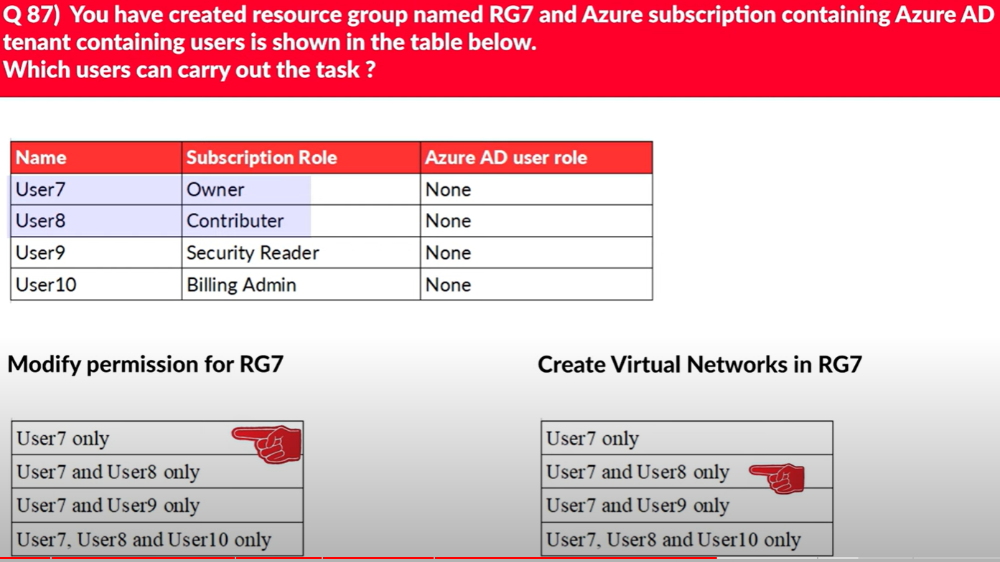 Q 87) You have created resource group named RG7 and Azure subscription containing Azure AD
tenant containing users is shown in the table below.
Which users can carry out the task ?
Name Subscription Role Azure AD user role
User7 Owner None
User8 Contributer None
User9 Security Reader None
User10 Billing Admin None
Modify permission for RG7
User7 only
User7 and User8 only
User7 and User9 only
User7, User8 and User10 only
Create Virtual Networks in RG7
User7 only
User7 and User8 only
User7 and User9 only
User7, User8 and User10 only